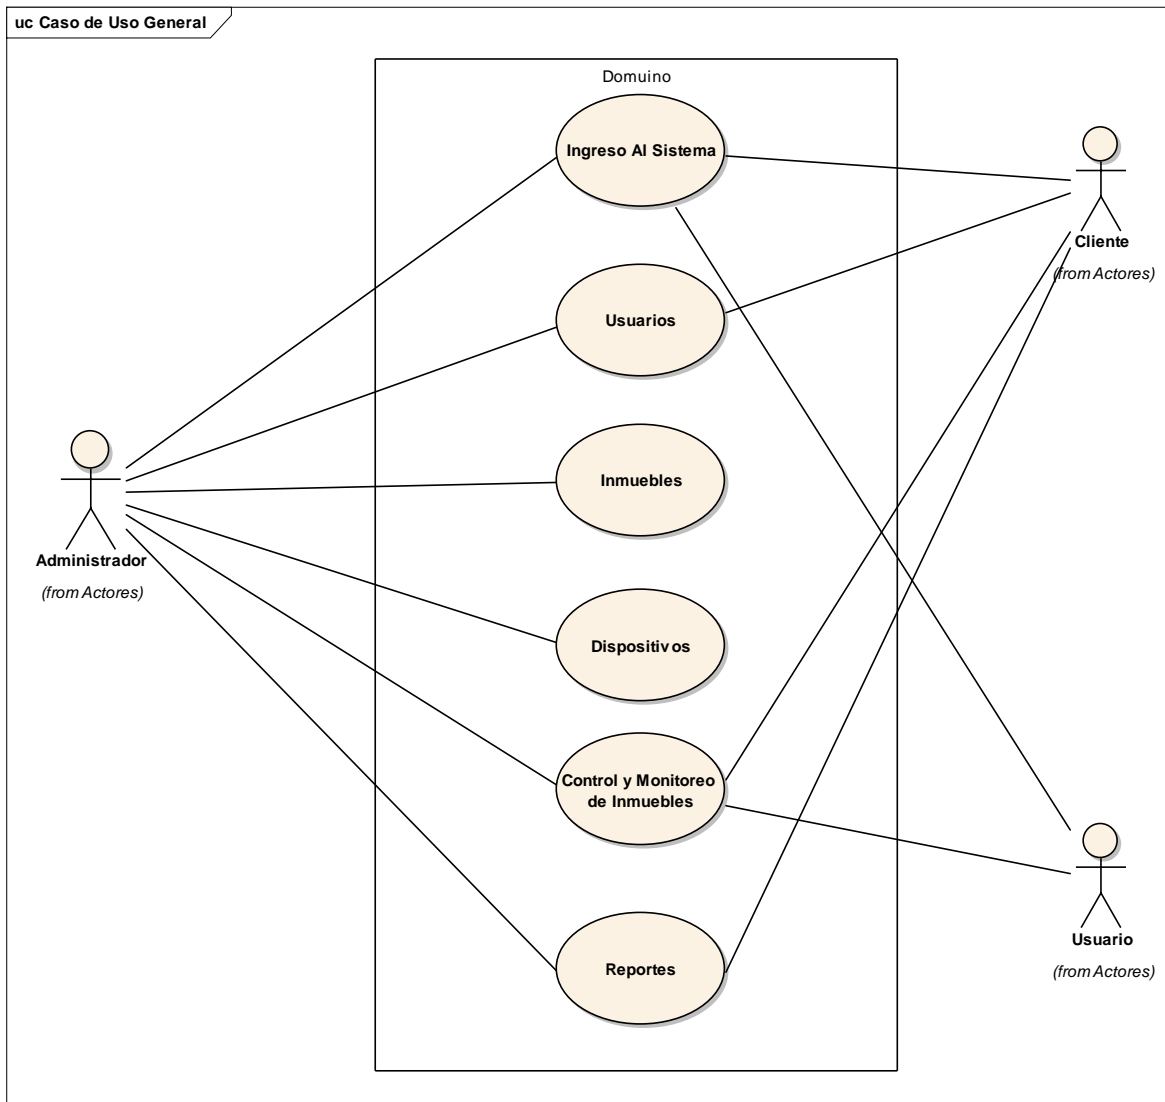 uc Caso de Uso General
Domuino
Ingreso Al Sistema
Cliente
(from Actores)
Usuarios
Inmuebles
Administrador
(from Actores)
Dispositivos
Control y Monitoreo
de Inmuebles
Usuario
(from Actores)
Reportes